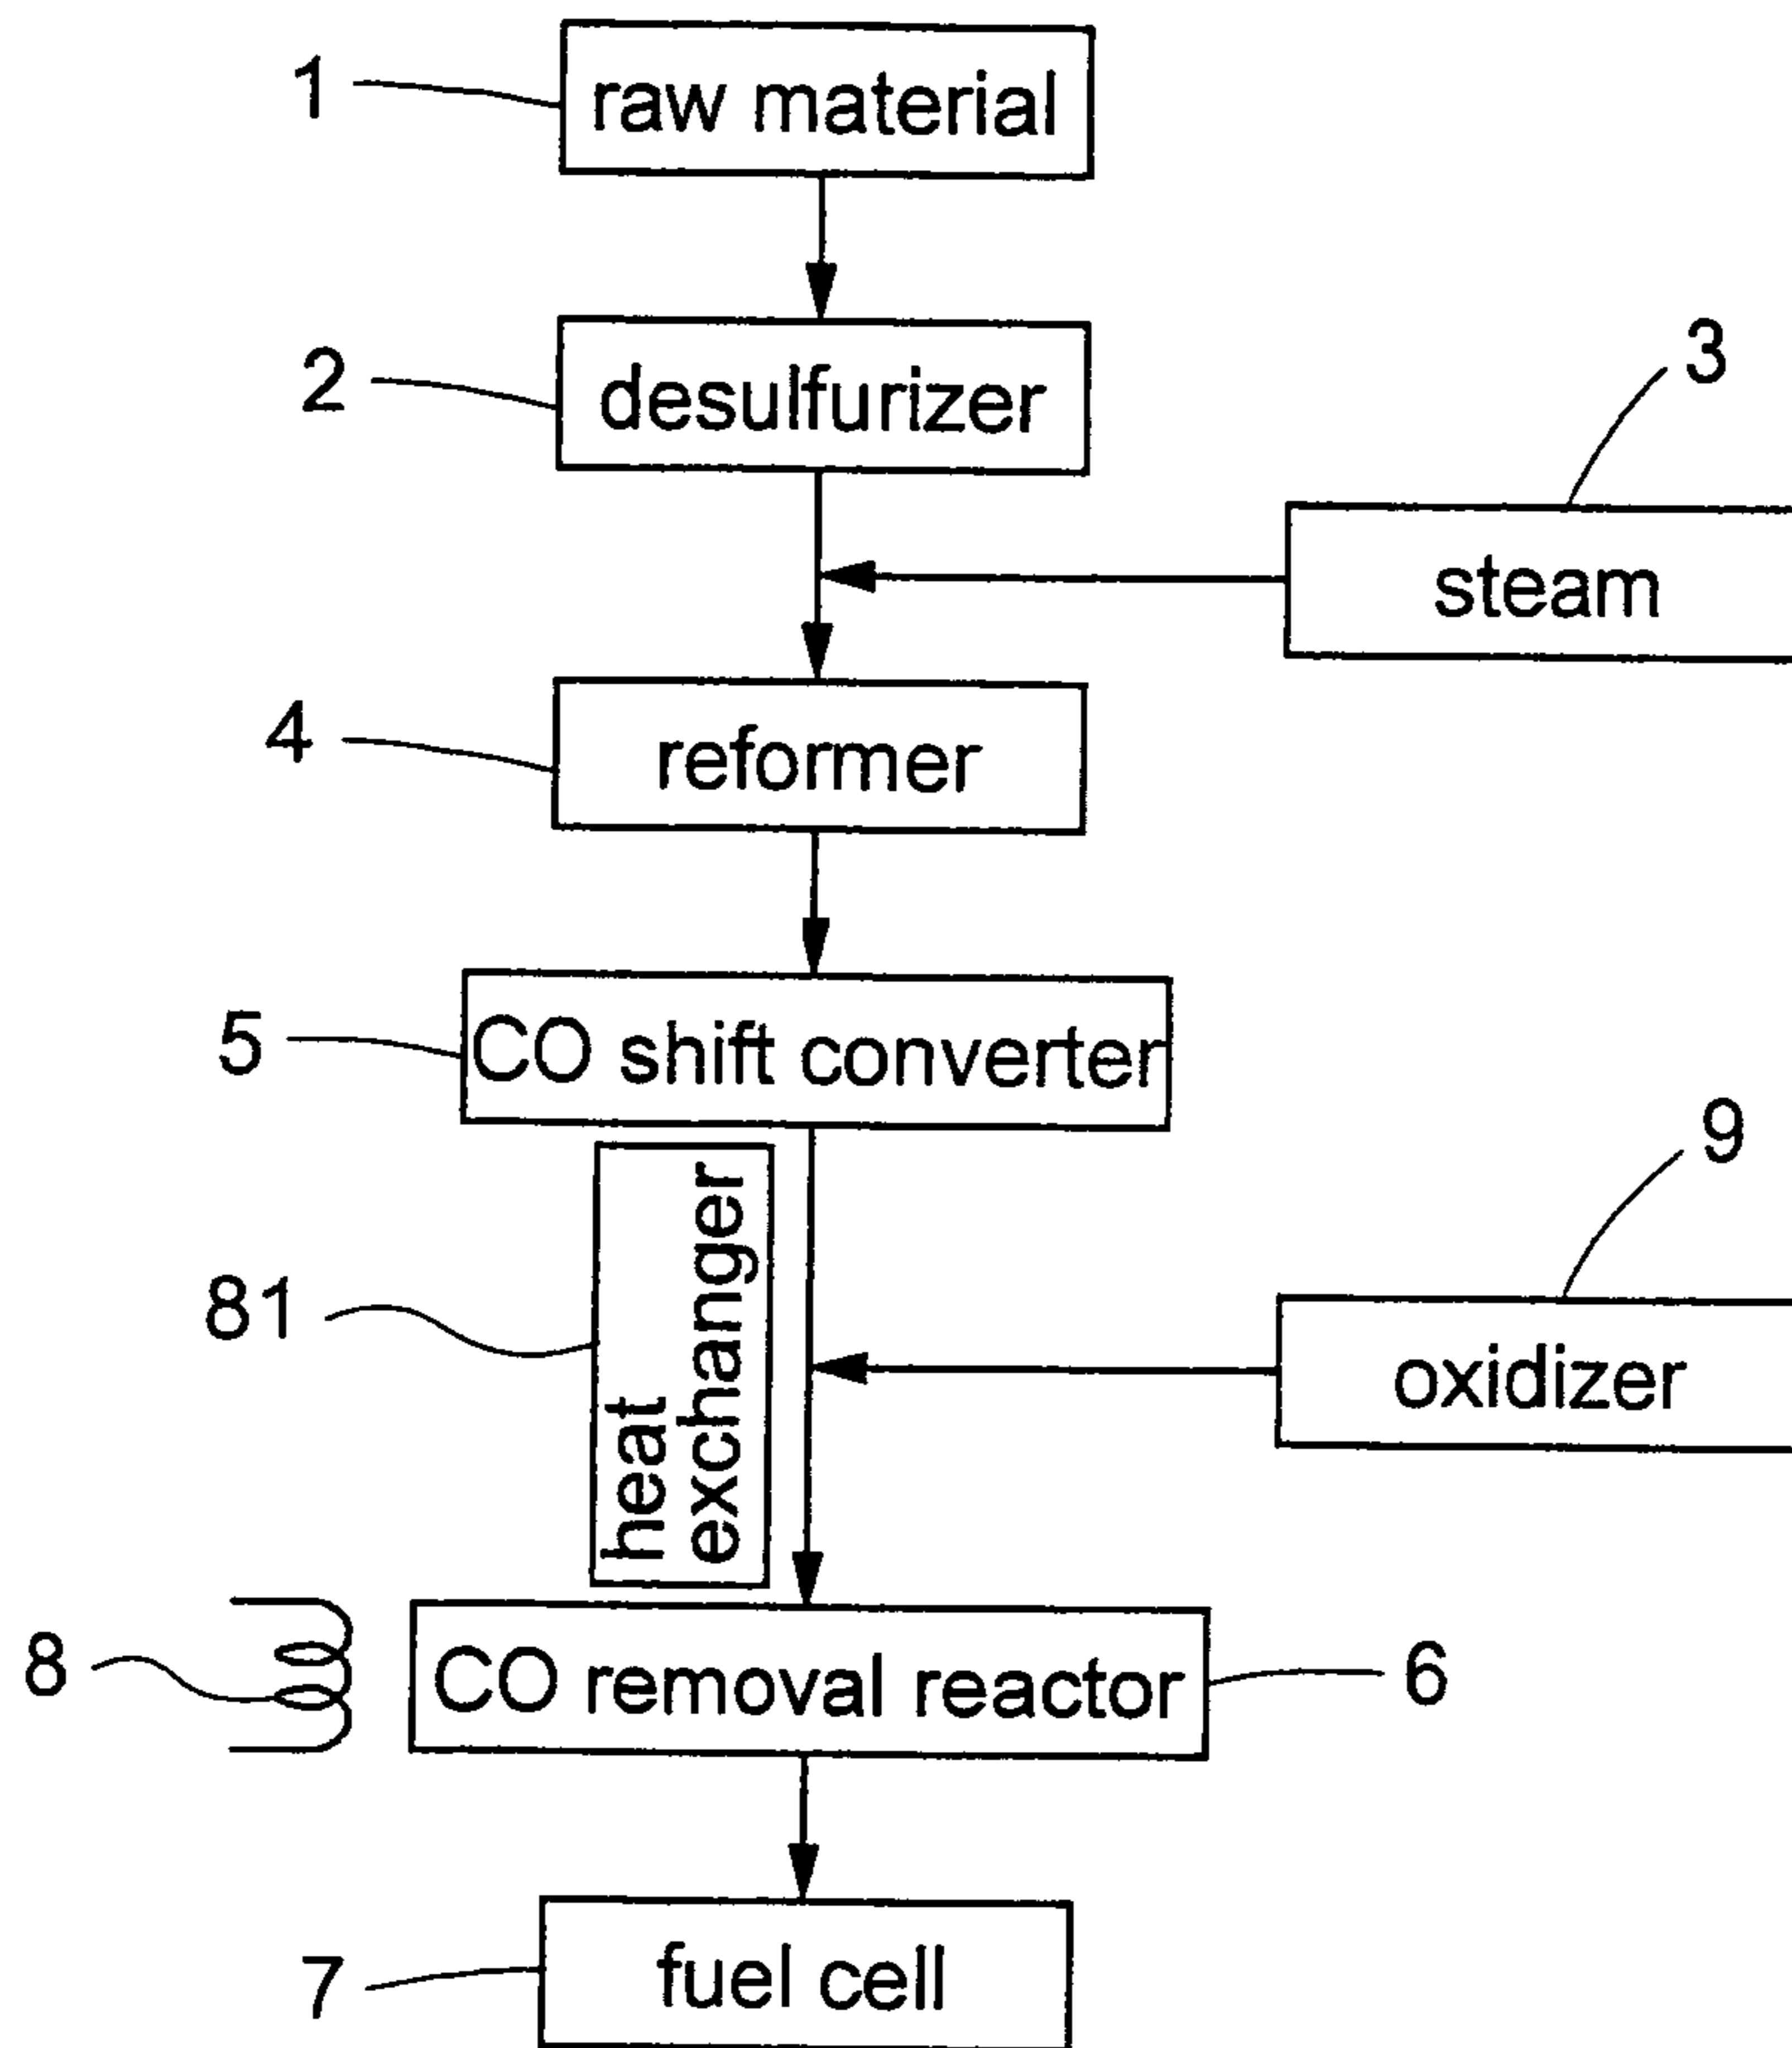 1
raw material
2
desulfurizer
3
steam
4
reformer
5
CO shift converter
9
81
heat
exchanger
oxidizer
8
CO removal reactor
6
7
fuel cell